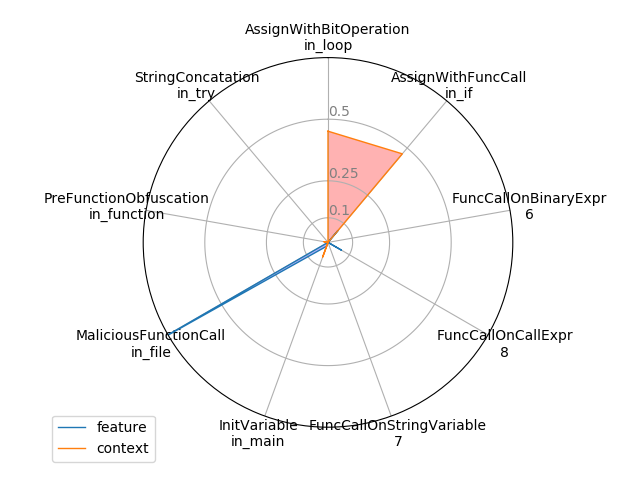 AssignWithBitOperation
in_loop
StringConcatation
in_try
AssignWithFuncCall
in_if
0.5
0.25
0.1
PreFunctionObfuscation
in_function
FuncCallOnBinaryExpr
6
MaliciousFunctionCall
in_file
FuncCallOnCallExpr
8
InitVariable
in_main
FuncCallOnStringVariable
7
feature
context